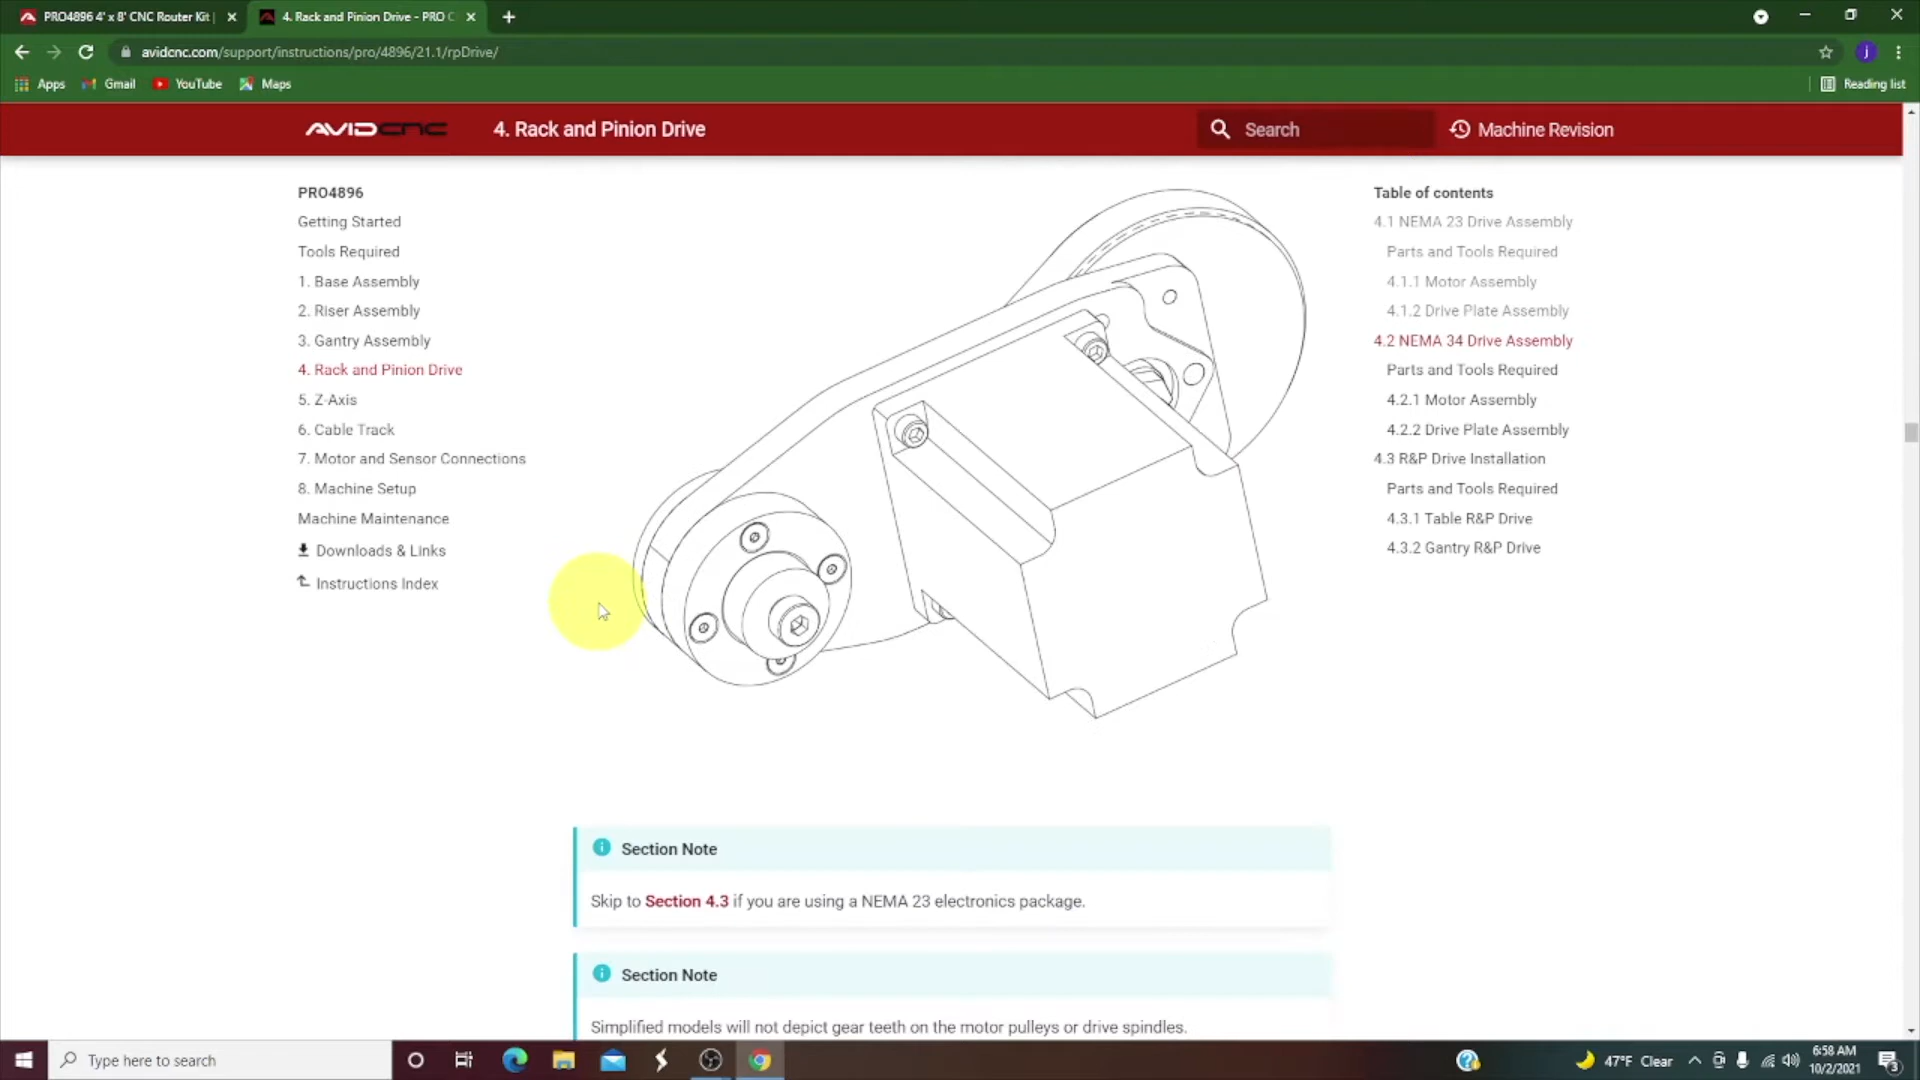 PRO4896 4' x 8' CNC Router Kit |
4. Rack and Pinion Drive - PRO C
avidcnc.com/support/instructions/pro/4896/21.1/rpDrive/
j
Apps
Gmail
YouTube
Maps
Reading list
AVIDCNC
4. Rack and Pinion Drive
Search
Machine Revision
PRO4896
Getting Started
Tools Required
1. Base Assembly
2. Riser Assembly
3. Gantry Assembly
4. Rack and Pinion Drive
5. Z-Axis
6. Cable Track
7. Motor and Sensor Connections
8. Machine Setup
Machine Maintenance
Downloads & Links
Instructions Index
Table of contents
4.1 NEMA 23 Drive Assembly
Parts and Tools Required
4.1.1 Motor Assembly
4.1.2 Drive Plate Assembly
4.2 NEMA 34 Drive Assembly
Parts and Tools Required
4.2.1 Motor Assembly
4.2.2 Drive Plate Assembly
4.3 R&P Drive Installation
Parts and Tools Required
4.3.1 Table R&P Drive
4.3.2 Gantry R&P Drive
Section Note
Skip to Section 4.3 if you are using a NEMA 23 electronics package.
Section Note
Simplified models will not depict gear teeth on the motor pulleys or drive spindles.
Type here to search
47°F Clear
6:58 AM
10/2/2021
3